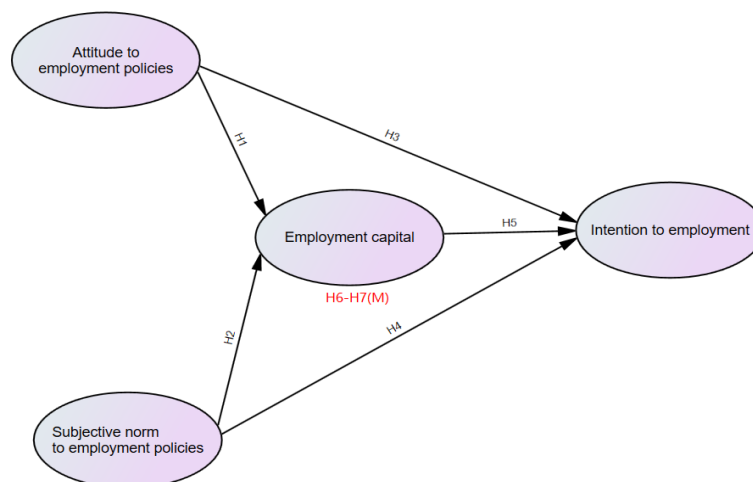 Attitude to
employment policies
H1
H3
Employment capital
H5
Intention to employment
H6-H7(M)
H2
H4
Subjective norm
to employment policies